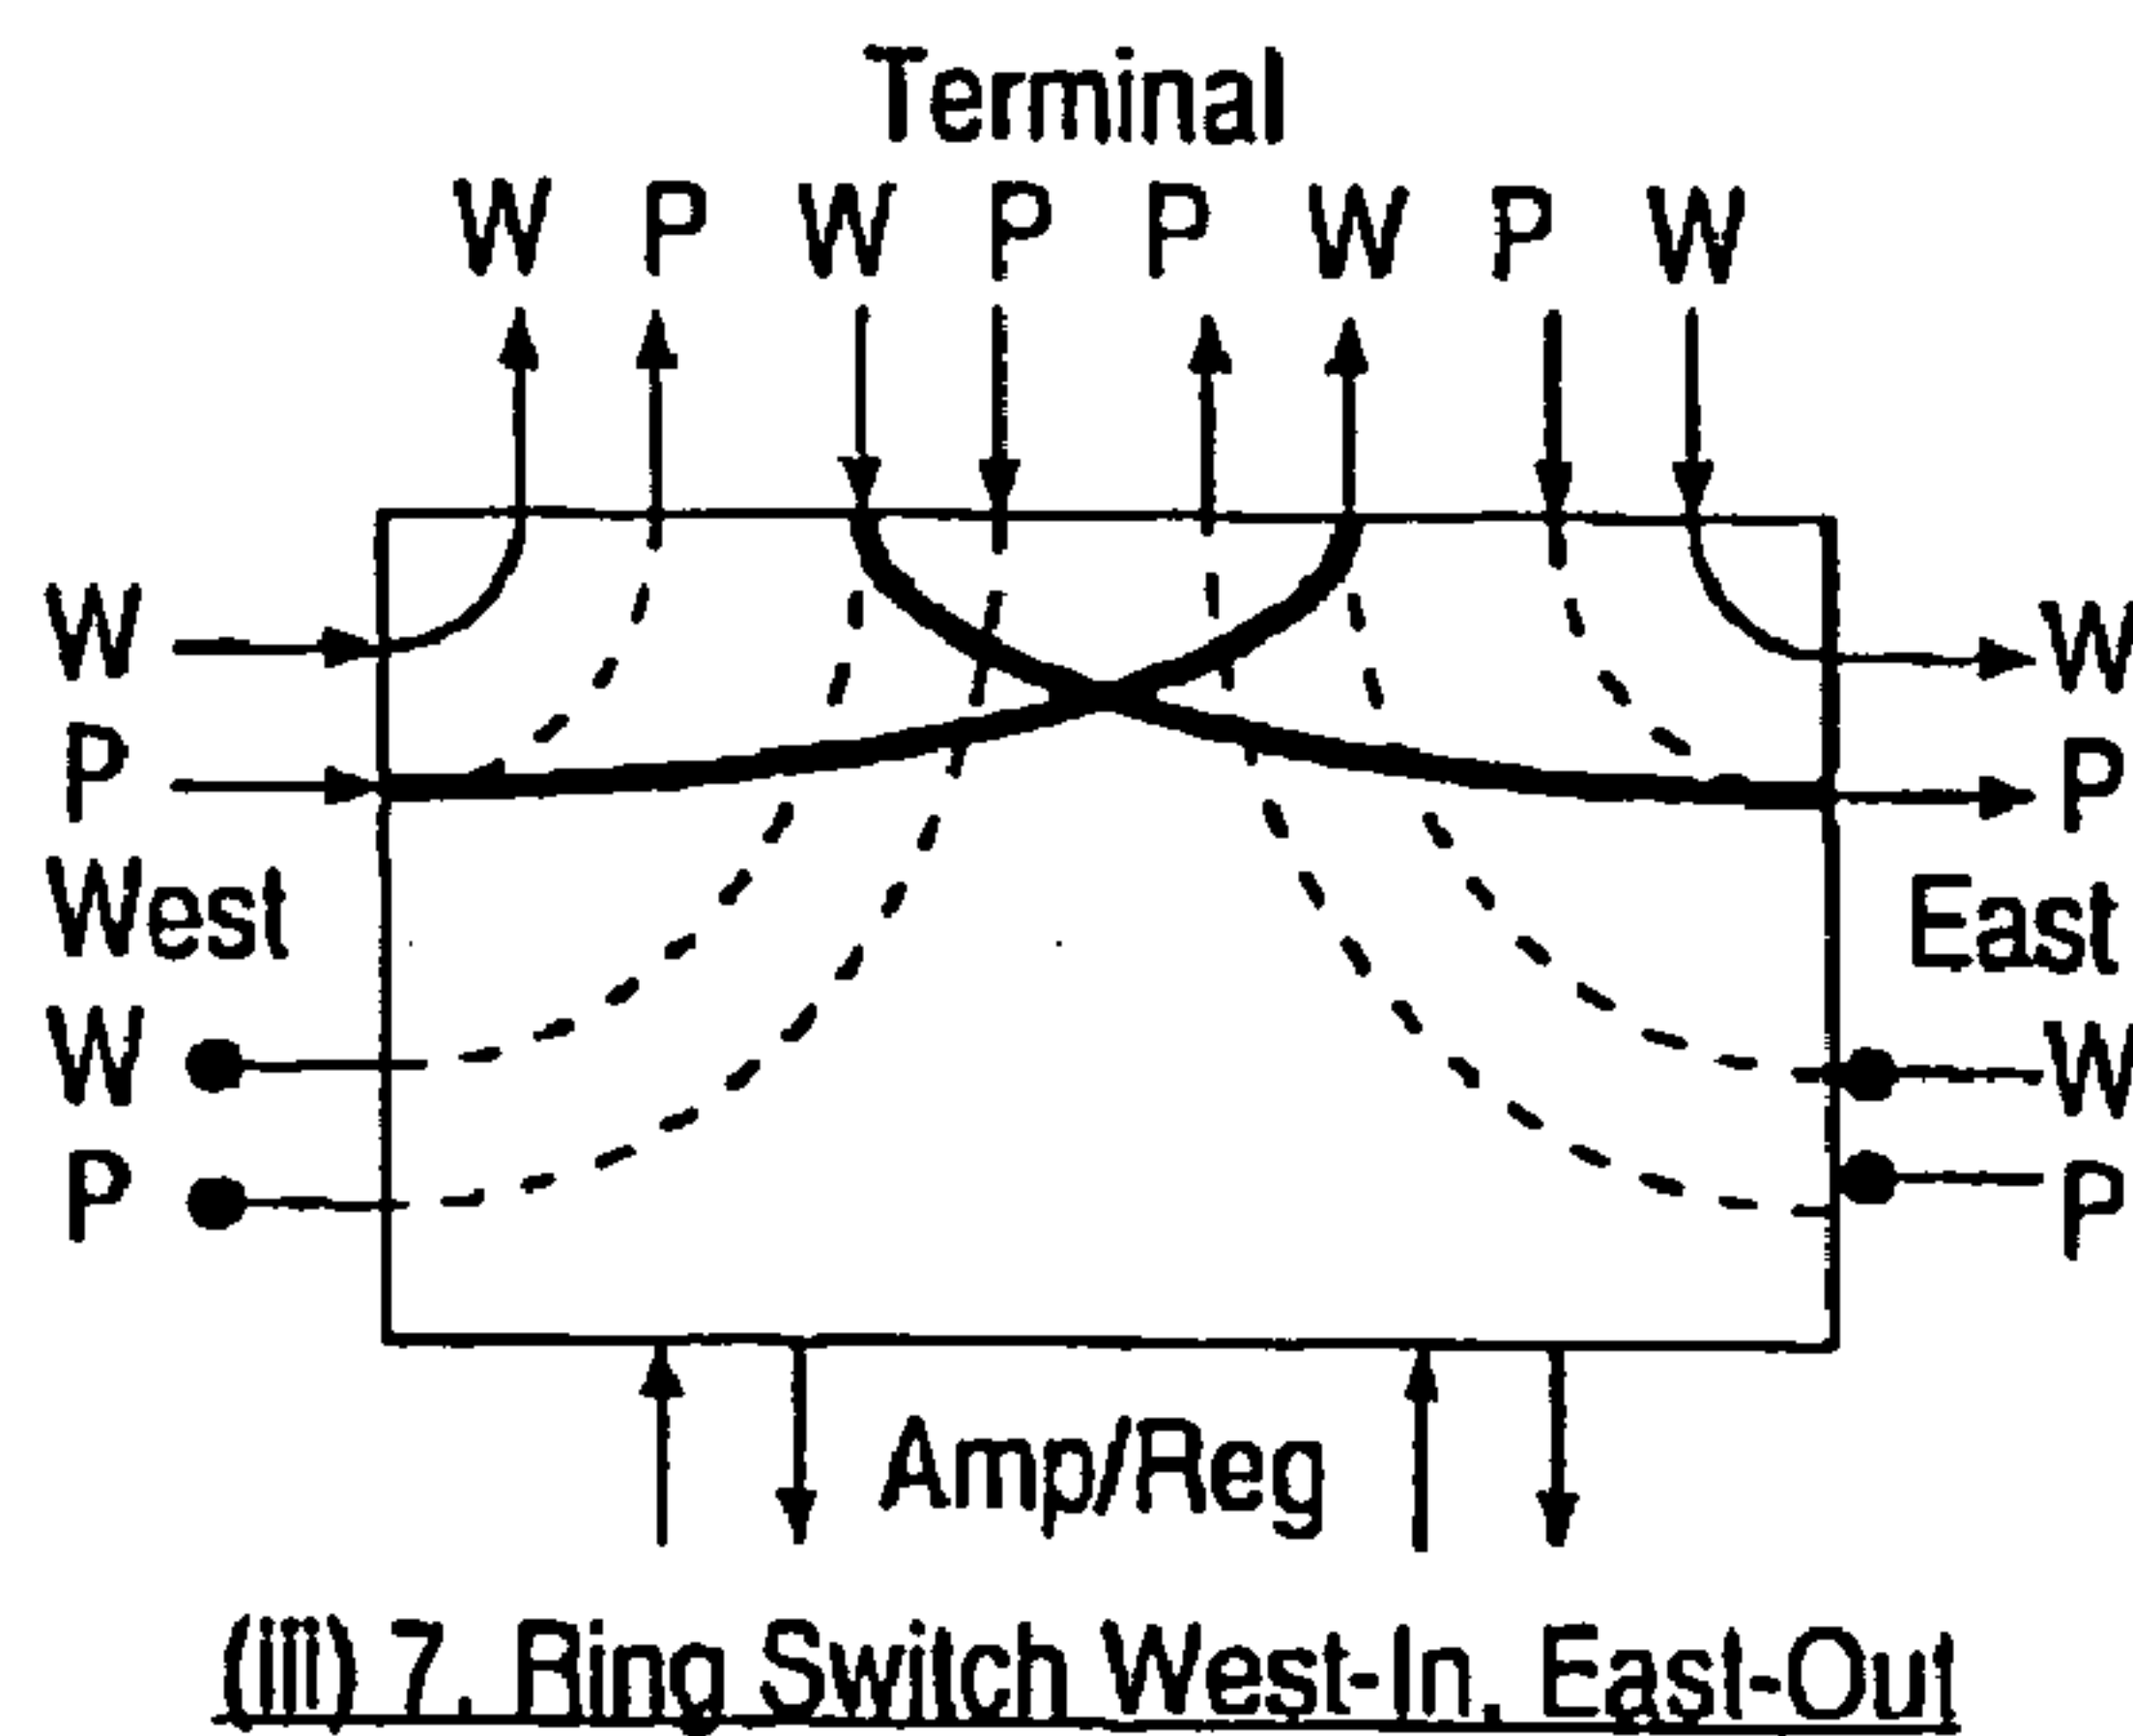 Terminal
W P W P P W P W
W W
P P
West East
W W
P P
Amp/Reg
(iii) 7. Ring Switch West-In, East-Out